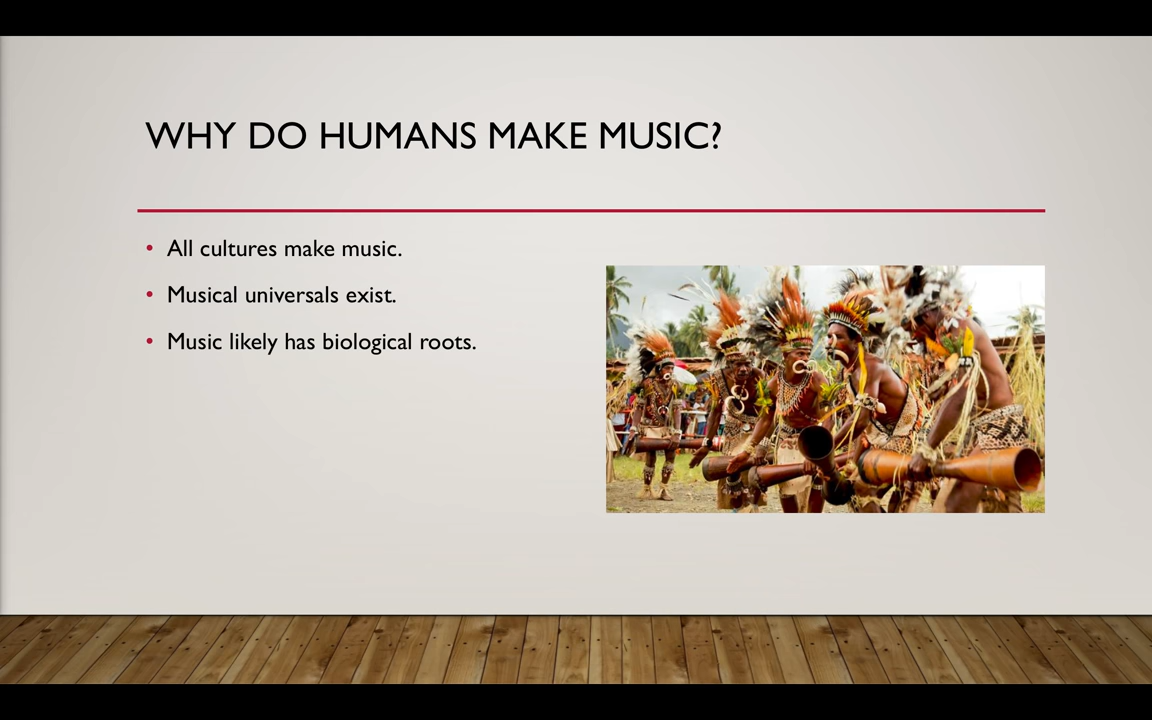 WHY DO HUMANS MAKE MUSIC?
• All cultures make music.
• Musical universals exist.
• Music likely has biological roots.